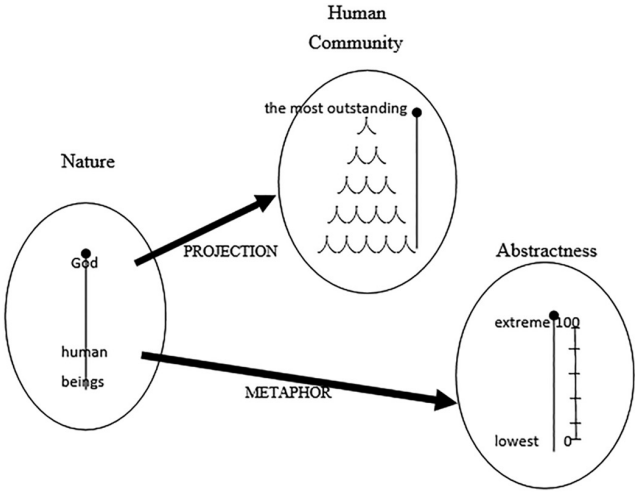 Human
Community
the most outstanding
Nature
God
PROJECTION
human
beings
METAPHOR
Abstractness
extreme 100
lowest 0